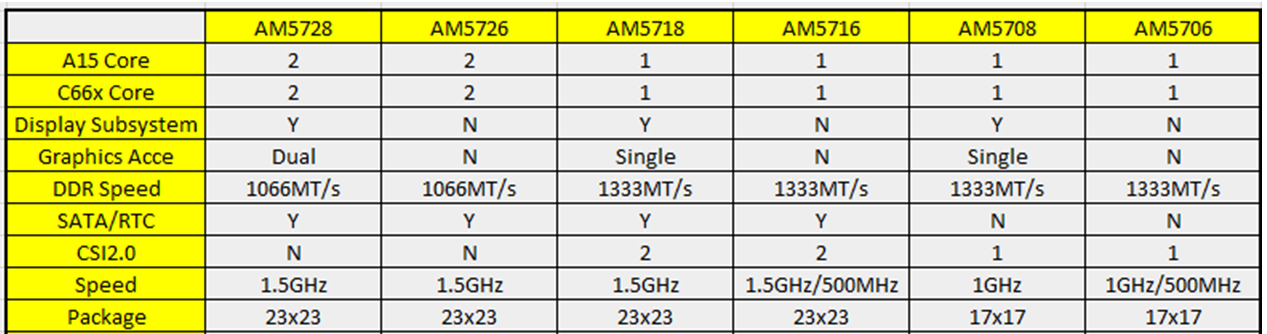 AM5728 AM5726 AM5718 AM5716 AM5708 AM5706
A15 Core 2 2 1 1 1 1
C66x Core 2 2 1 1 1 1
Display Subsystem Y N Y N Y N
Graphics Acce Dual N Single N Single N
DDR Speed 1066MT/s 1066MT/s 1333MT/s 1333MT/s 1333MT/s 1333MT/s
SATA/RTC Y Y Y Y N N
CSI2.0 N N 2 2 1 1
Speed 1.5GHz 1.5GHz 1.5GHz 1.5GHz/500MHz 1GHz 1GHz/500MHz
Package 23x23 23x23 23x23 23x23 17x17 17x17